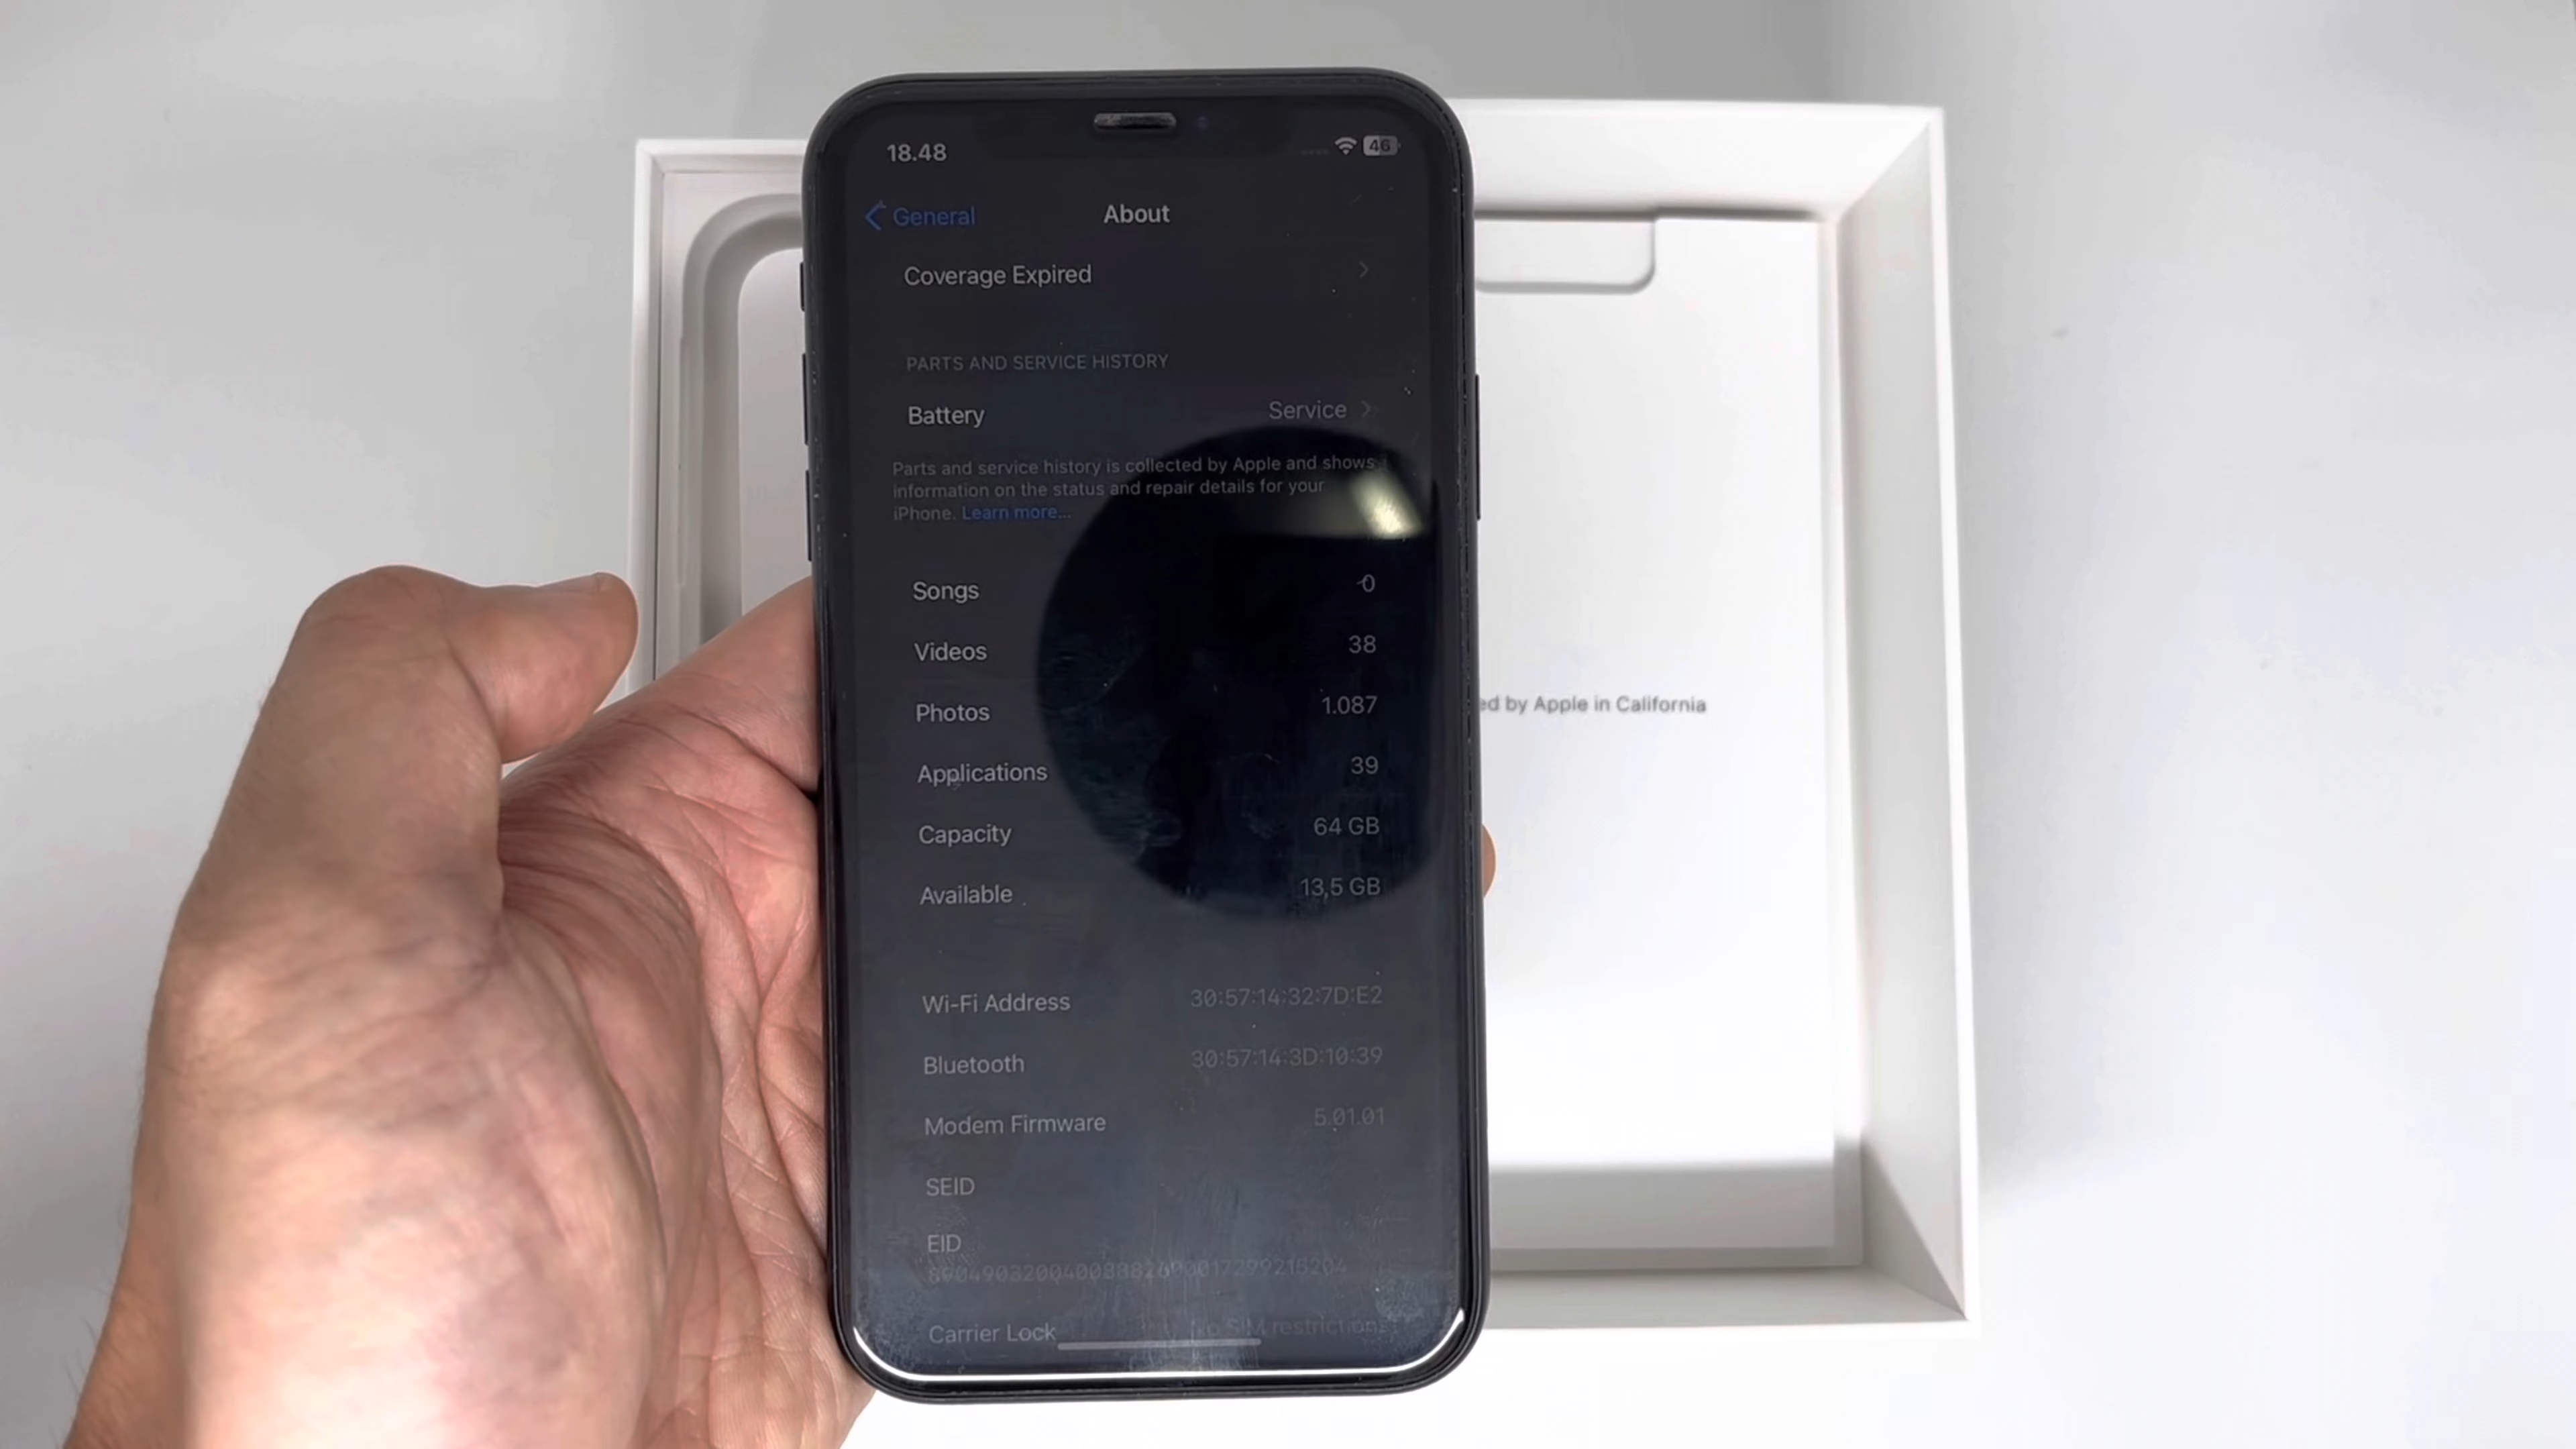 18.48
46
General
About
Coverage Expired
PARTS AND SERVICE HISTORY
Battery Service
Parts and service history is collected by Apple and shows
information on the status and repair details for your
iPhone. Learn more...
Songs 0
Videos 38
Photos 1.087
Applications 39
Capacity 64 GB
Available 13,5 GB
ed by Apple in California
Wi-Fi Address 30:57:14:32:7D:E2
Bluetooth 30:57:14:3D:10:39
Modem Firmware 5.01.01
SEID
EID
Carrier Lock No SIM restrictions